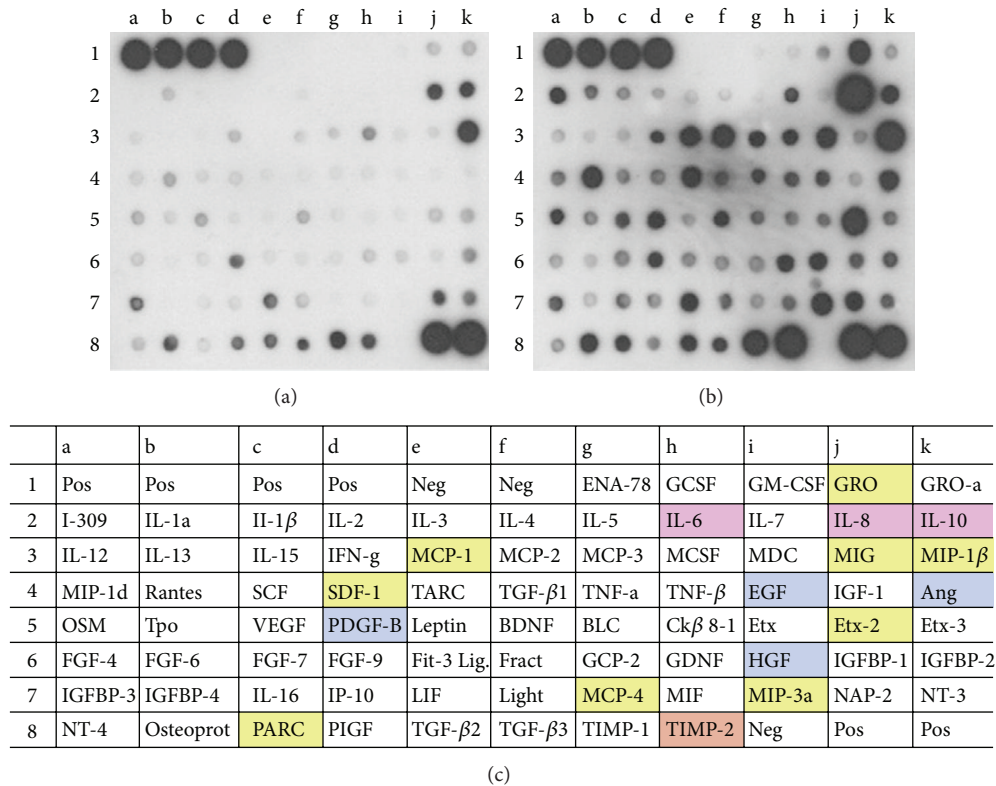 a b c d e f g h i j k
1
2
3
4
5
6
7
8
(a)
a b c d e f g h i j k
1
2
3
4
5
6
7
8
(b)
a b c d e f g h i j k
1 Pos Pos Pos Pos Neg Neg ENA-78 GCSF GM-CSF GRO GRO-a
2 I-309 IL-1a Il-1β IL-2 IL-3 IL-4 IL-5 IL-6 IL-7 IL-8 IL-10
3 IL-12 IL-13 IL-15 IFN-g MCP-1 MCP-2 MCP-3 MCSF MDC MIG MIP-1β
4 MIP-1d Rantes SCF SDF-1 TARC TGF-β1 TNF-a TNF-β EGF IGF-1 Ang
5 OSM Tpo VEGF PDGF-B Leptin BDNF BLC Ckβ 8-1 Etx Etx-2 Etx-3
6 FGF-4 FGF-6 FGF-7 FGF-9 Fit-3 Lig. Fract GCP-2 GDNF HGF IGFBP-1 IGFBP-2
7 IGFBP-3 IGFBP-4 IL-16 IP-10 LIF Light MCP-4 MIF MIP-3a NAP-2 NT-3
8 NT-4 Osteoprot PARC PIGF TGF-β2 TGF-β3 TIMP-1 TIMP-2 Neg Pos Pos
(c)